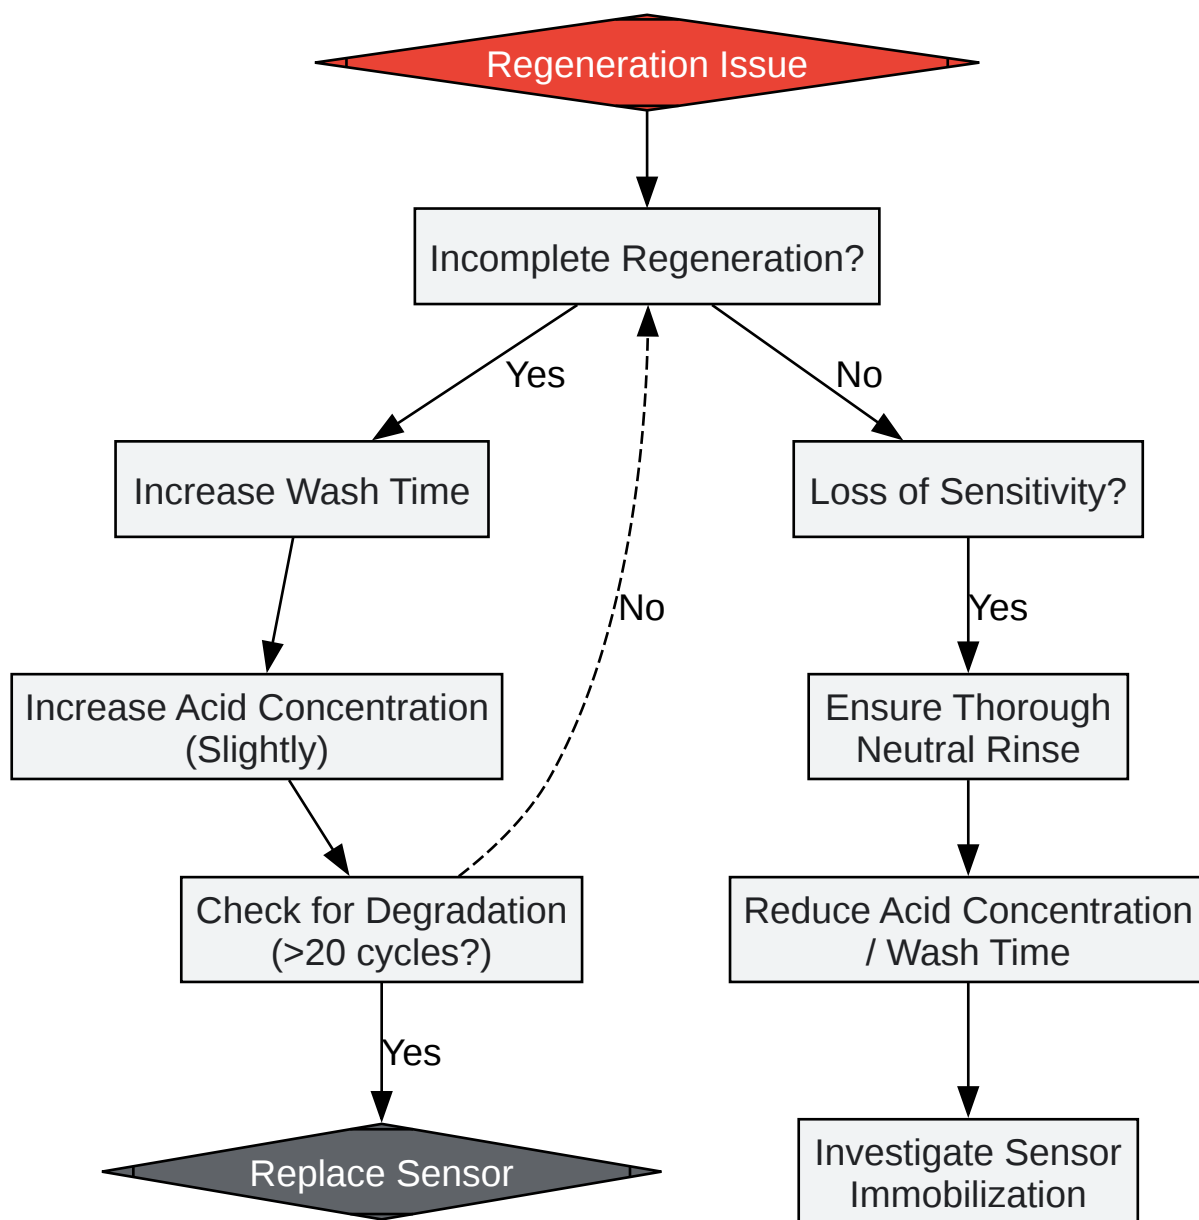 Regeneration Issue
Incomplete Regeneration?
Yes
No
Increase Wash Time
Loss of Sensitivity?
No
Yes
Increase Acid Concentration
(Slightly)
Ensure Thorough
Neutral Rinse
Check for Degradation
(>20 cycles?)
Reduce Acid Concentration
/ Wash Time
Yes
Replace Sensor
Investigate Sensor
Immobilization